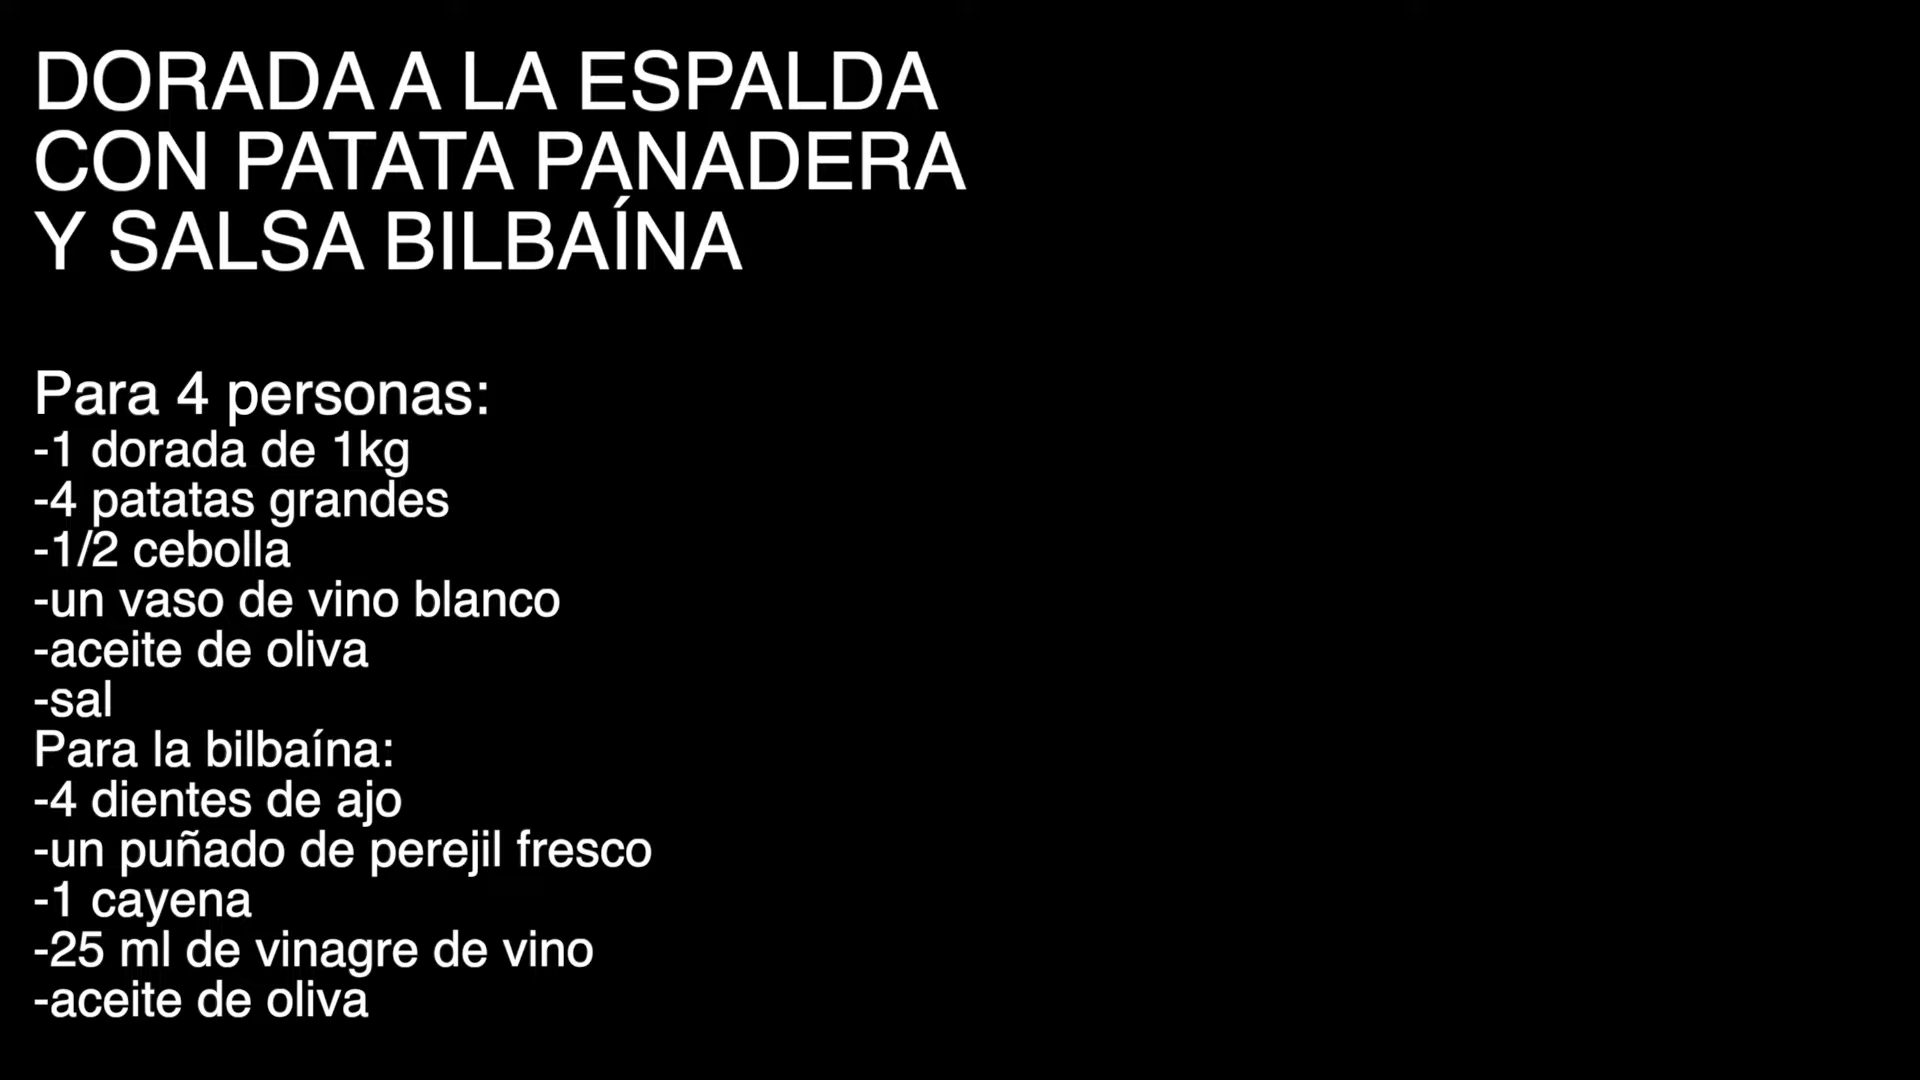 DORADA A LA ESPALDA
CON PATATA PANADERA
Y SALSA BILBAÍNA
Para 4 personas:
-1 dorada de 1kg
-4 patatas grandes
-1/2 cebolla
-un vaso de vino blanco
-aceite de oliva
-sal
Para la bilbaína:
-4 dientes de ajo
-un puñado de perejil fresco
-1 cayena
-25 ml de vinagre de vino
-aceite de oliva